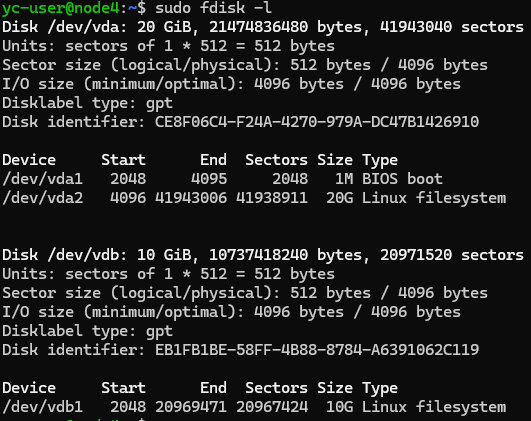 yc-user@node4:~$ sudo fdisk -l
Disk /dev/vda: 20 GiB, 21474836480 bytes, 41943040 sectors
Units: sectors of 1 * 512 = 512 bytes
Sector size (logical/physical): 512 bytes / 4096 bytes
I/O size (minimum/optimal): 4096 bytes / 4096 bytes
Disklabel type: gpt
Disk identifier: CE8F06C4-F24A-4270-979A-DC47B1426910
Device Start End Sectors Size Type
/dev/vda1 2048 4095 2048 1M BIOS boot
/dev/vda2 4096 41943006 41938911 20G Linux filesystem
Disk /dev/vdb: 10 GiB, 10737418240 bytes, 20971520 sectors
Units: sectors of 1 * 512 = 512 bytes
Sector size (logical/physical): 512 bytes / 4096 bytes
I/O size (minimum/optimal): 4096 bytes / 4096 bytes
Disklabel type: gpt
Disk identifier: EB1FB1BE-58FF-4B88-8784-A6391062C119
Device Start End Sectors Size Type
/dev/vdb1 2048 20969471 20967424 10G Linux filesystem